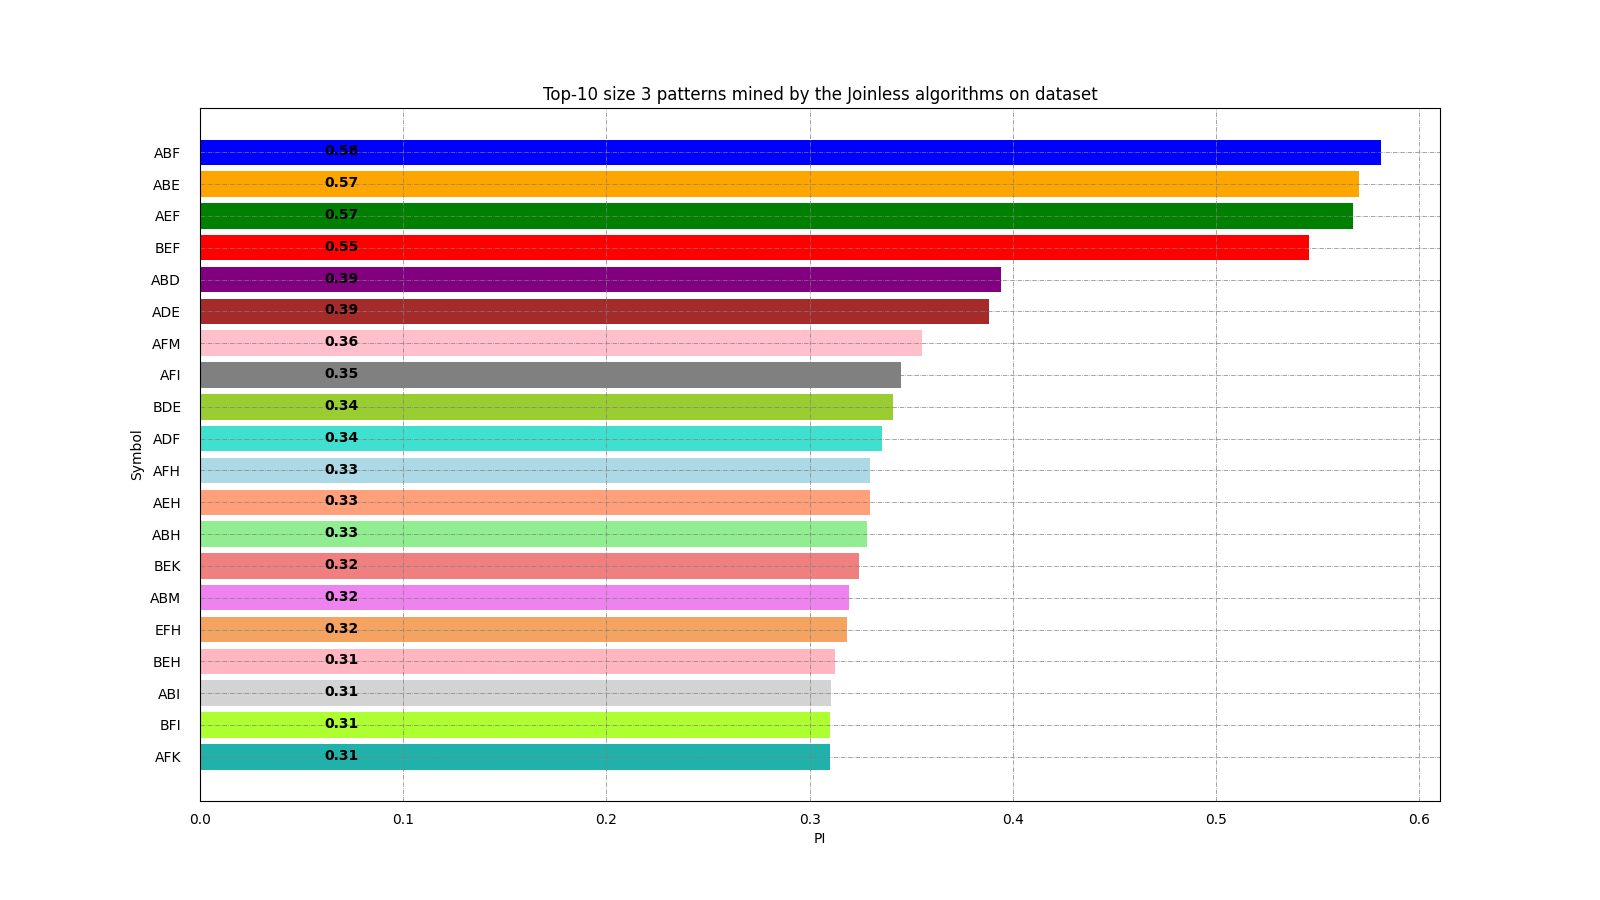 Top-10 size 3 patterns mined by the Joinless algorithms on dataset
ABF 0.58
ABE 0.57
AEF 0.57
BEF 0.55
ABD 0.39
ADE 0.39
AFM 0.36
AFI 0.35
BDE 0.34
ADF 0.34
Symbol
AFH 0.33
AEH 0.33
ABH 0.33
BEK 0.32
ABM 0.32
EFH 0.32
BEH 0.31
ABI 0.31
BFI 0.31
AFK 0.31
0.0 0.1 0.2 0.3 0.4 0.5 0.6
PI